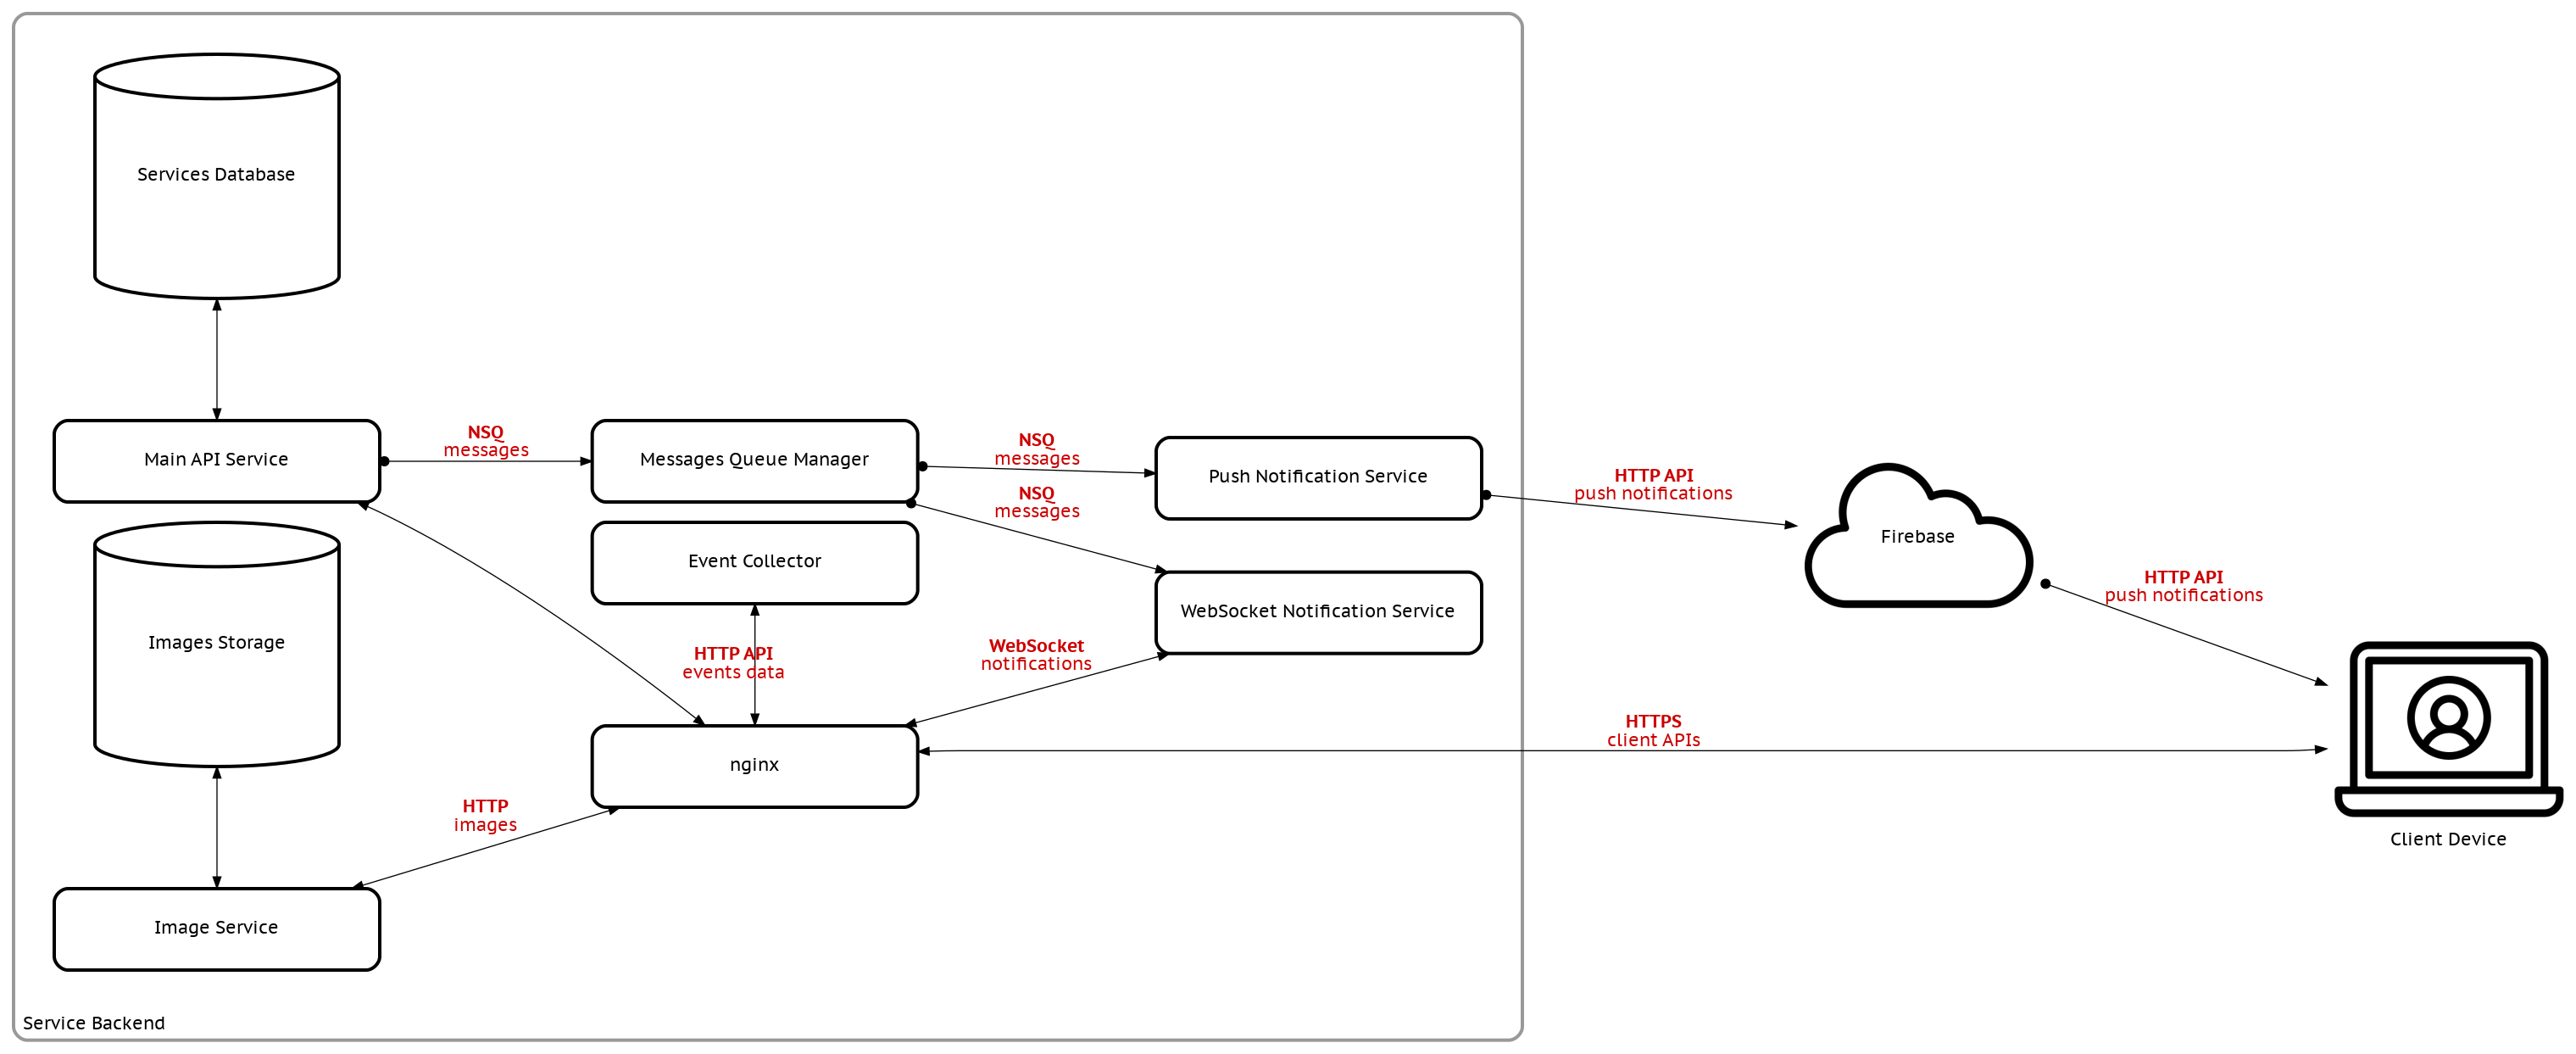 Services Database
Main API Service
NSQ
messages
Messages Queue Manager
NSQ
messages
NSQ
messages
Push Notification Service
HTTP API
push notifications
Firebase
Event Collector
WebSocket Notification Service
HTTP API
push notifications
Images Storage
HTTP API
events data
WebSocket
notifications
HTTPS
client APIs
nginx
HTTP
images
Client Device
Image Service
Service Backend